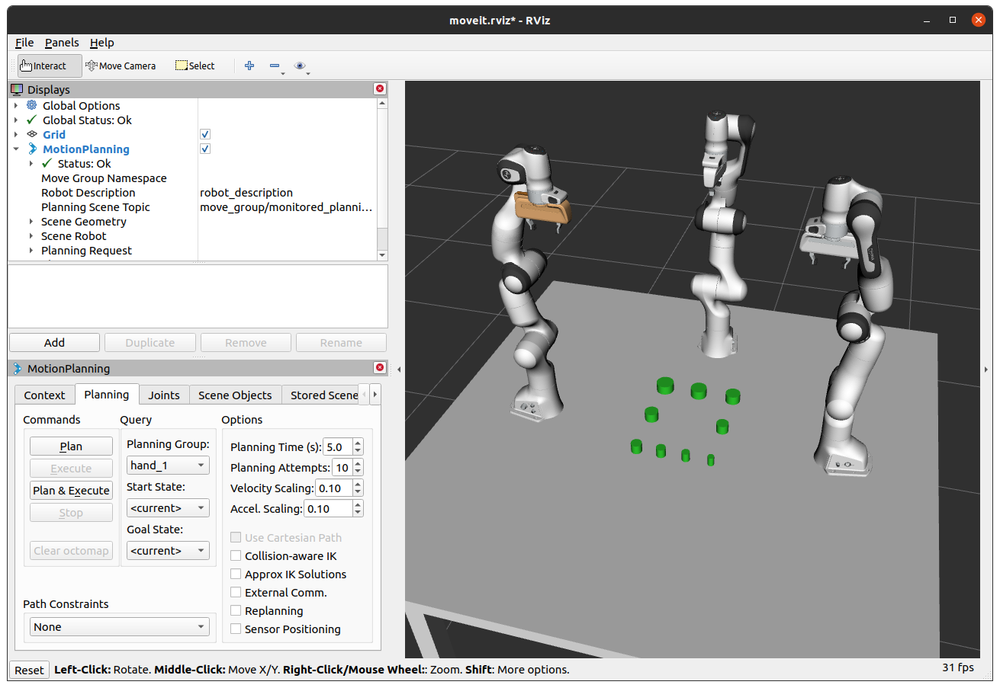 moveit.rviz* - RViz
File Panels Help
Interact Move Camera Select
Displays
Global Options
Global Status: Ok
Grid
MotionPlanning
Status: Ok
Move Group Namespace
Robot Description robot_description
Planning Scene Topic move_group/monitored_planni...
Scene Geometry
Scene Robot
Planning Request
Add Duplicate Remove Rename
MotionPlanning
Context Planning Joints Scene Objects Stored Scene
Commands Query Options
Plan
Execute
Plan & Execute
Stop
Clear octomap
Planning Group:
hand_1
Start State:
<current>
Goal State:
<current>
Planning Time (s): 5.0
Planning Attempts: 10
Velocity Scaling: 0.10
Accel. Scaling: 0.10
Use Cartesian Path
Collision-aware IK
Approx IK Solutions
External Comm.
Replanning
Sensor Positioning
Path Constraints
None
Reset Left-Click: Rotate. Middle-Click: Move X/Y. Right-Click/Mouse Wheel:: Zoom. Shift: More options. 31 fps